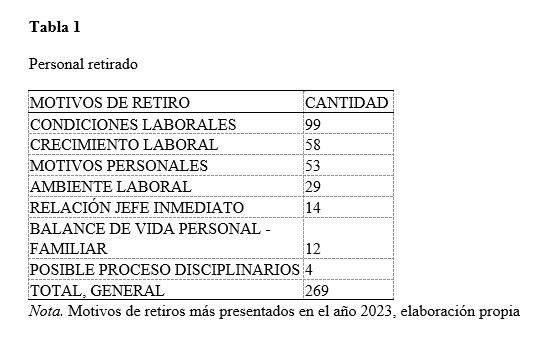 Tabla 1
Personal retirado
MOTIVOS DE RETIRO CANTIDAD
CONDICIONES LABORALES 99
CRECIMIENTO LABORAL 58
MOTIVOS PERSONALES 53
AMBIENTE LABORAL 29
RELACIÓN JEFE INMEDIATO 14
BALANCE DE VIDA PERSONAL -
FAMILIAR 12
POSIBLE PROCESO DISCIPLINARIOS 4
TOTAL, GENERAL 269
Nota. Motivos de retiros más presentados en el año 2023, elaboración propia